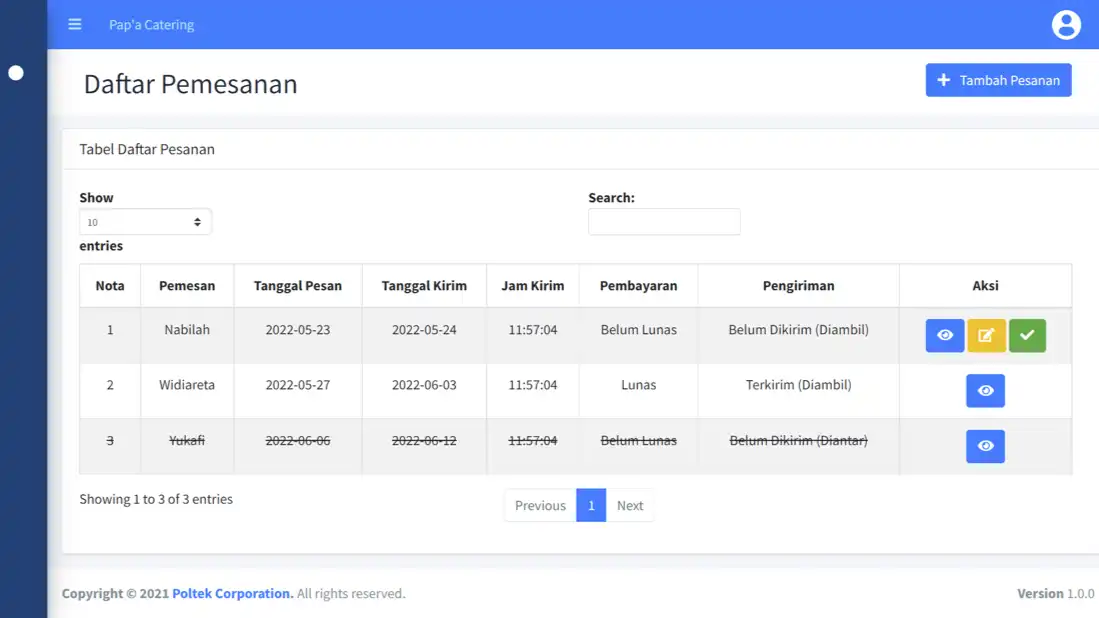 Pap'a Catering
Daftar Pemesanan
Tambah Pesanan
Tabel Daftar Pesanan
Show
10
entries
Search:
Nota Pemesan Tanggal Pesan Tanggal Kirim Jam Kirim Pembayaran Pengiriman Aksi
1 Nabilah 2022-05-23 2022-05-24 11:57:04 Belum Lunas Belum Dikirim (Diambil)
2 Widiareta 2022-05-27 2022-06-03 11:57:04 Lunas Terkirim (Diambil)
3 Yukafi 2022-06-06 2022-06-12 11:57:04 Belum Lunas Belum Dikirim (Diantar)
Showing 1 to 3 of 3 entries
Previous 1 Next
Copyright © 2021 Poltek Corporation. All rights reserved.
Version 1.0.0